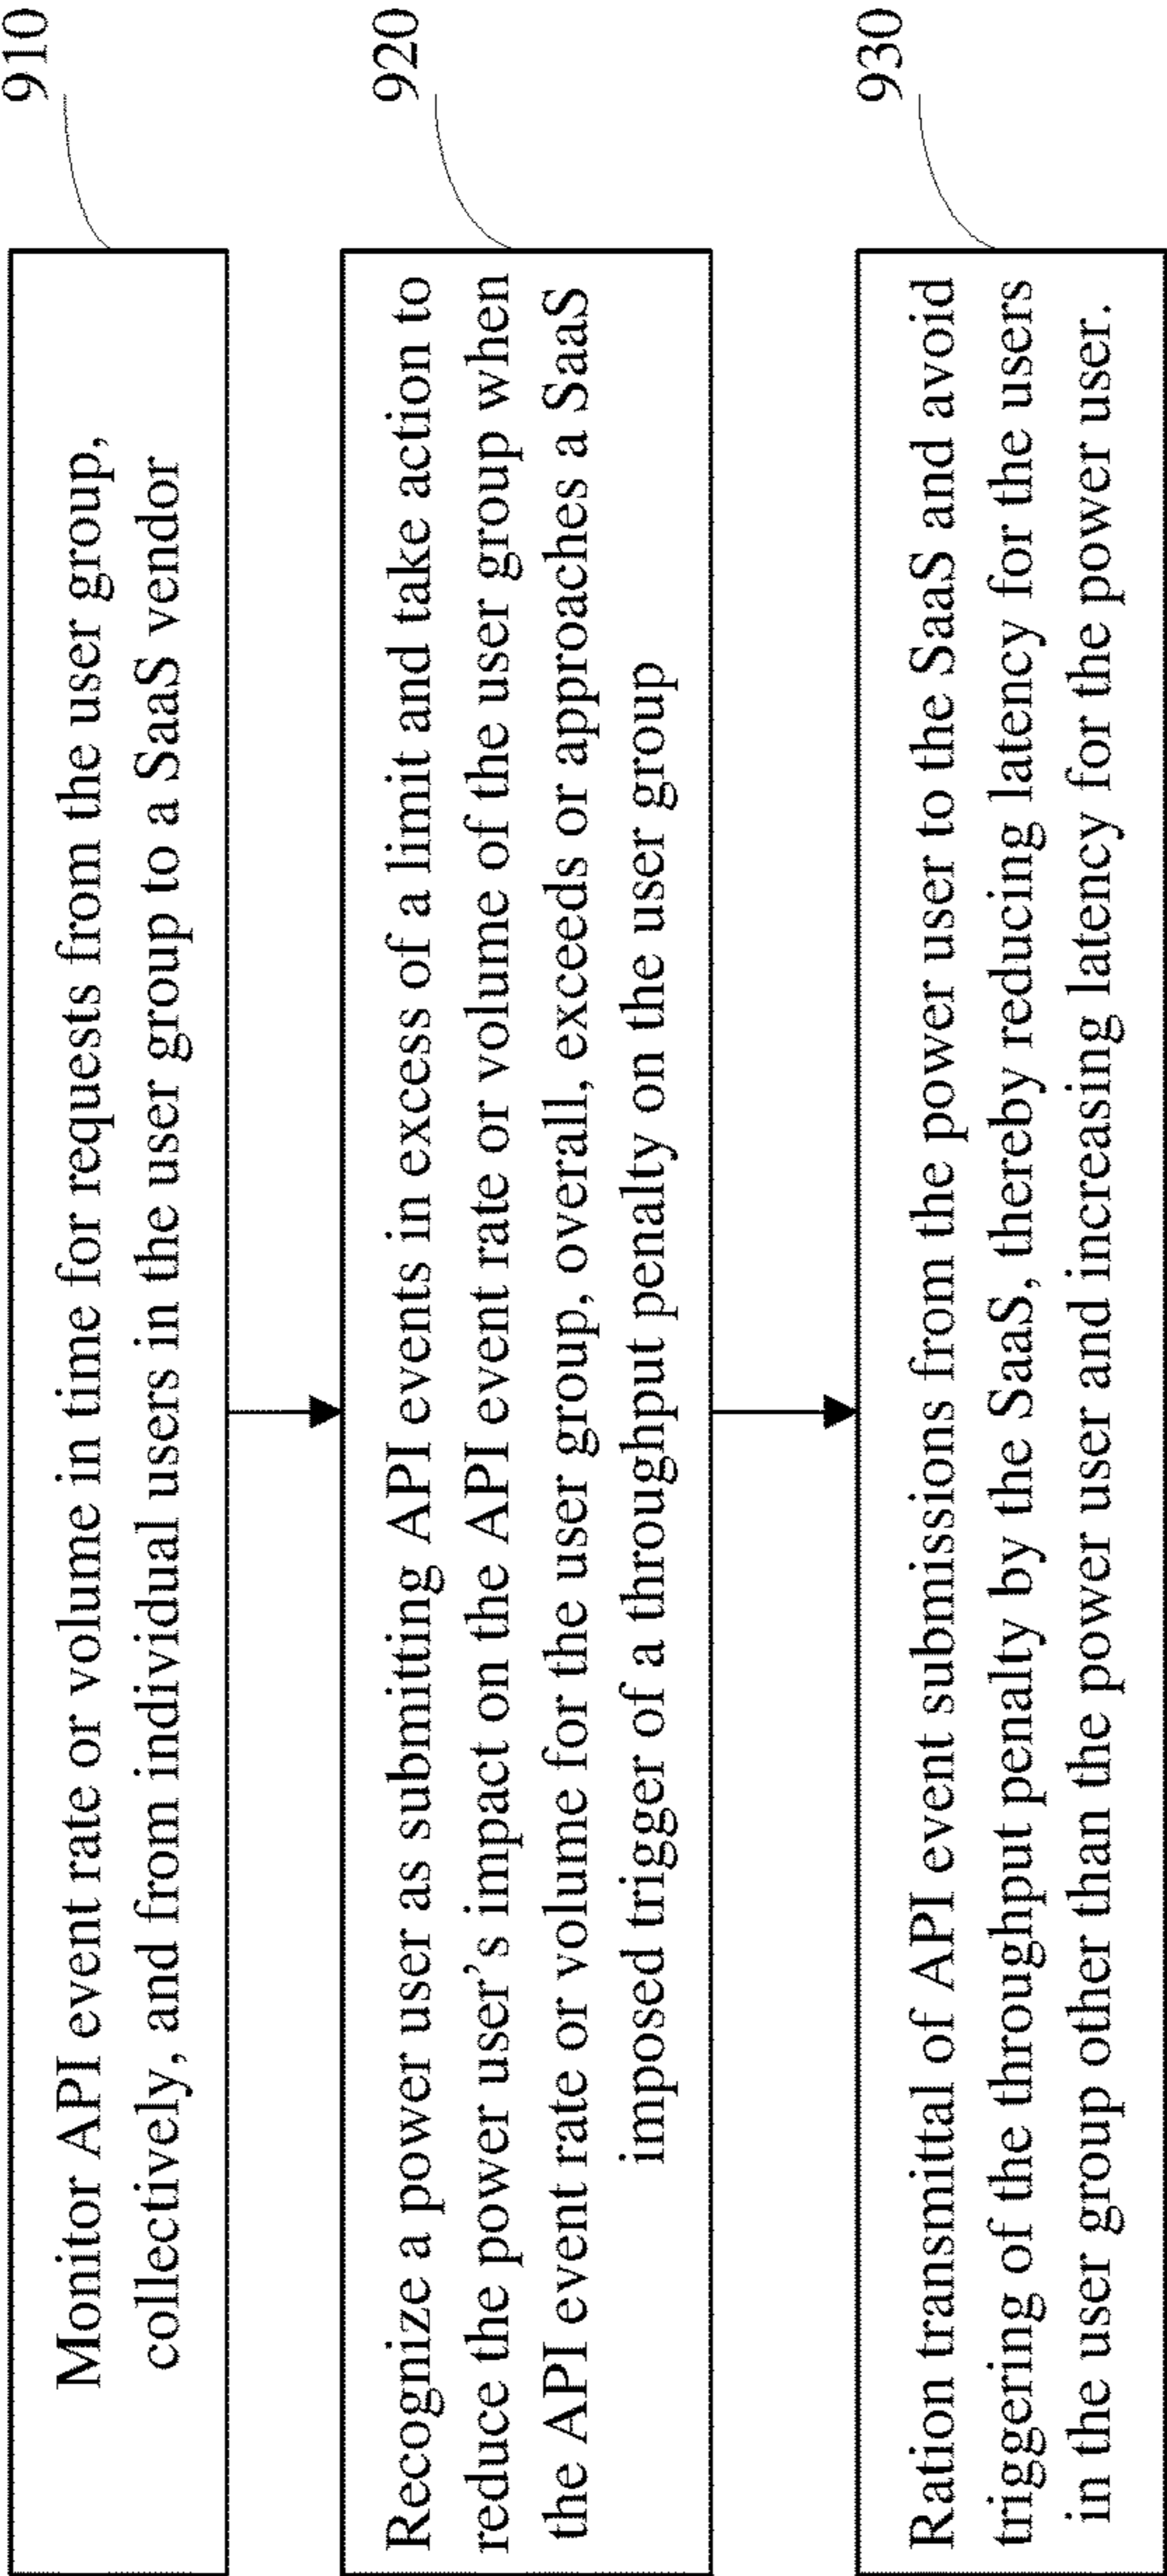 910
Monitor API event rate or volume in time for requests from the user group,
collectively, and from individual users in the user group to a SaaS vendor
920
Recognize a power user as submitting API events in excess of a limit and take action to
reduce the power user's impact on the API event rate or volume of the user group when
the API event rate or volume for the user group, overall, exceeds or approaches a SaaS
imposed trigger of a throughput penalty on the user group
930
Ration transmittal of API event submissions from the power user to the SaaS and avoid
triggering of the throughput penalty by the SaaS, thereby reducing latency for the users
in the user group other than the power user and increasing latency for the power user.